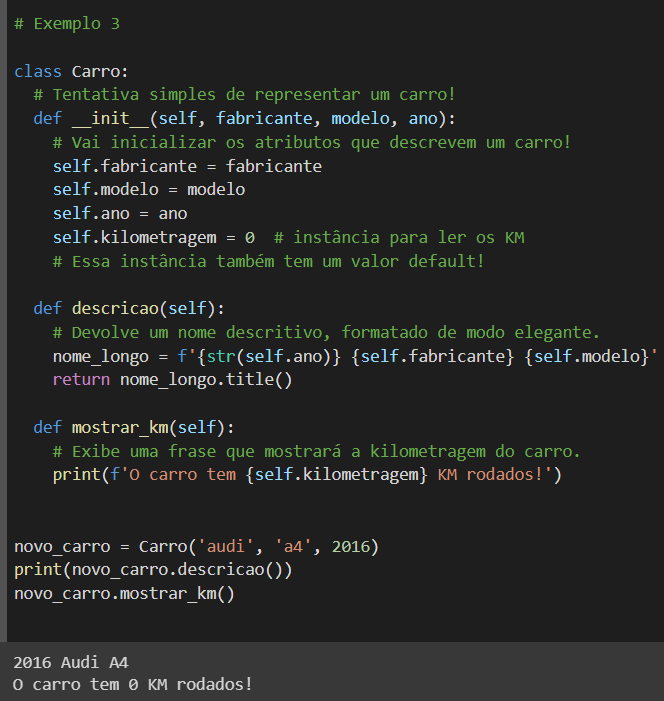 # Exemplo 3
class Carro:
# Tentativa simples de representar um carro!
def __init__(self, fabricante, modelo, ano):
# Vai inicializar os atributos que descrevem um carro!
self.fabricante = fabricante
self.modelo = modelo
self.ano = ano
self.kilometragem = 0  # instância para ler os KM
# Essa instância também tem um valor default!
def descricao(self):
# Devolve um nome descritivo, formatado de modo elegante.
nome_longo = f'{str(self.ano)} {self.fabricante} {self.modelo}'
return nome_longo.title()
def mostrar_km(self):
# Exibe uma frase que mostrará a kilometragem do carro.
print(f'O carro tem {self.kilometragem} KM rodados!')
novo_carro = Carro('audi', 'a4', 2016)
print(novo_carro.descricao())
novo_carro.mostrar_km()
2016 Audi A4
O carro tem 0 KM rodados!